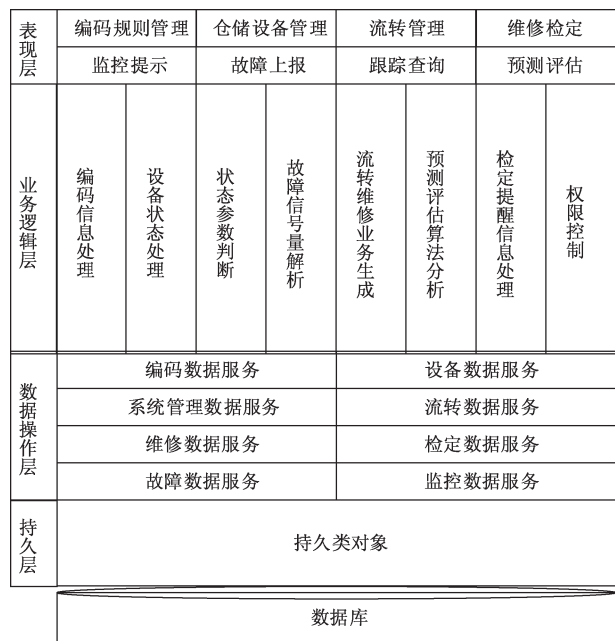 表现层
编码规则管理
仓储设备管理
流转管理
维修检定
监控提示
故障上报
跟踪查询
预测评估
业务逻辑层
编码信息处理
设备状态处理
状态参数判断
故障信号量解析
流转维修业务生成
预测评估算法分析
检定提醒信息处理
权限控制
数据操作层
编码数据服务
设备数据服务
系统管理数据服务
流转数据服务
维修数据服务
检定数据服务
故障数据服务
监控数据服务
持久层
持久类对象
数据库